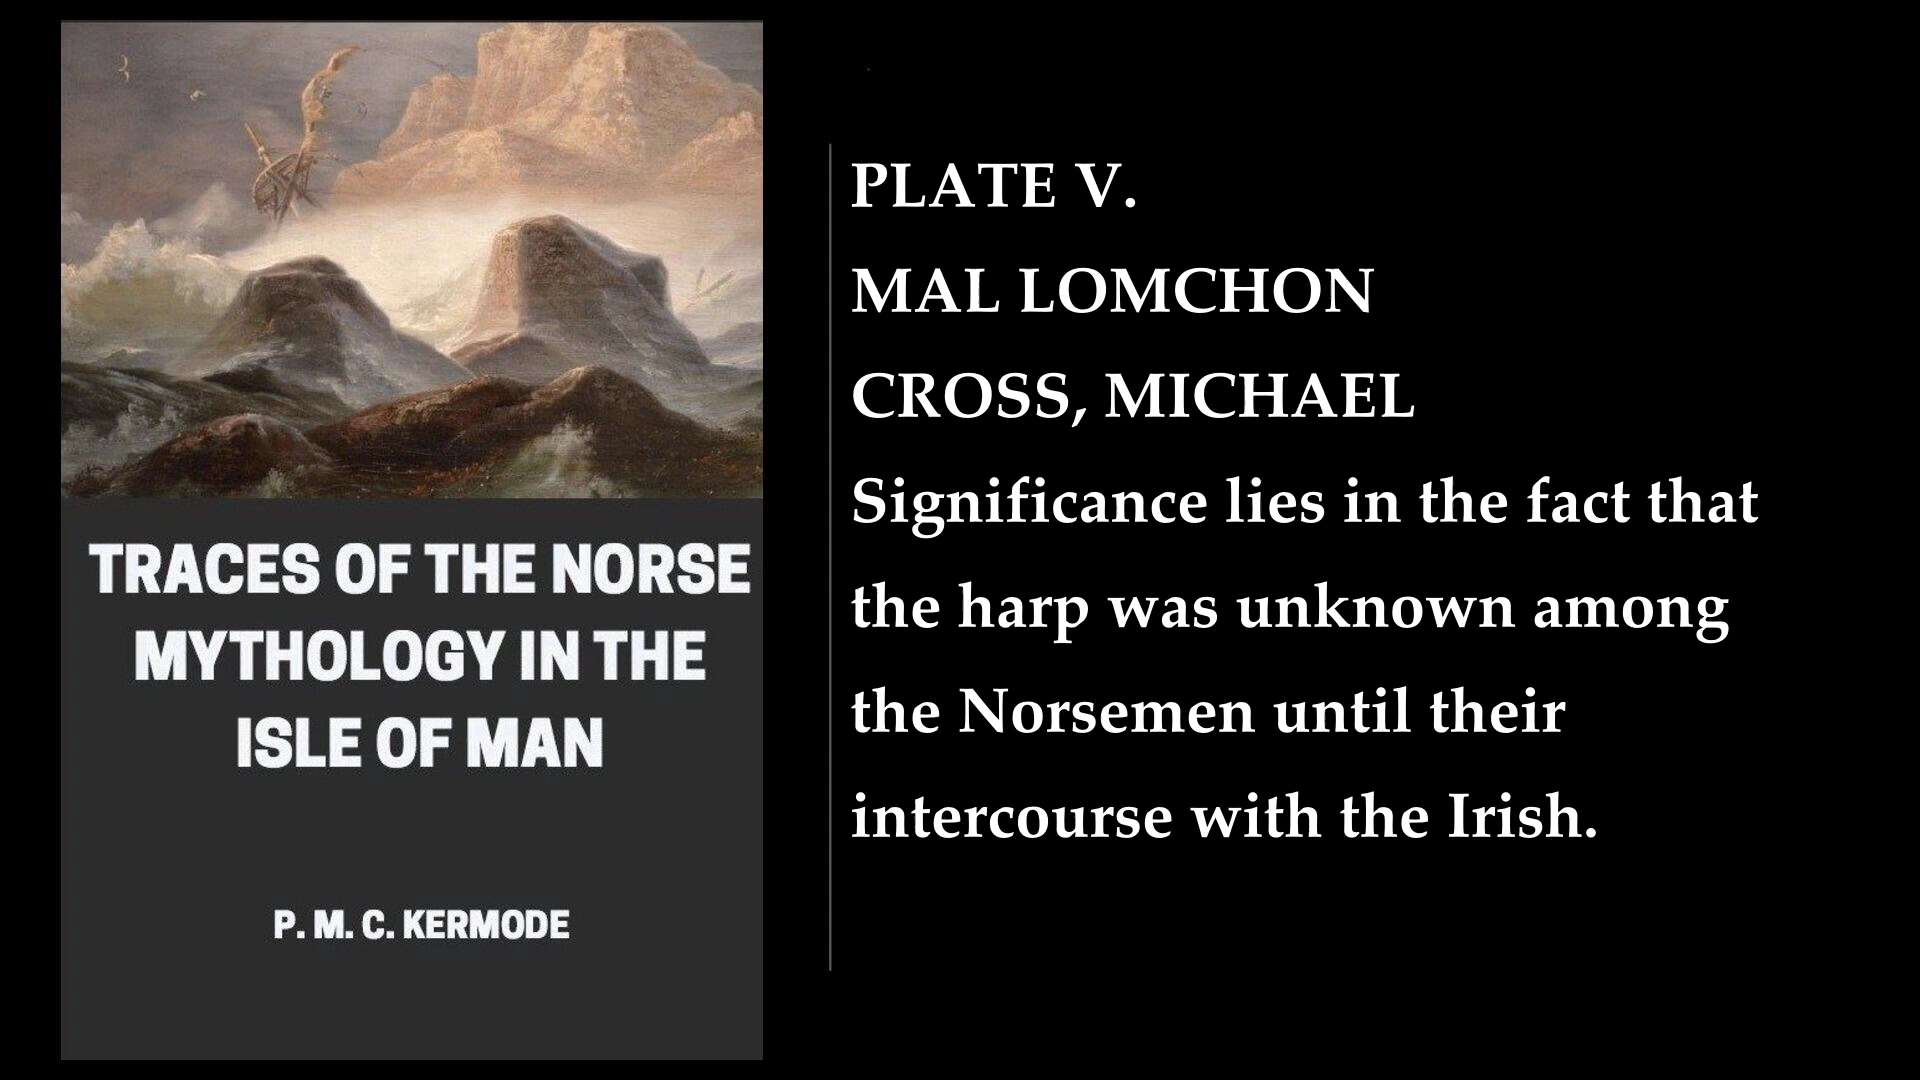 TRACES OF THE NORSE
MYTHOLOGY IN THE
ISLE OF MAN
P. M. C. KERMODE
PLATE V.
MAL LOMCHON
CROSS, MICHAEL
Significance lies in the fact that
the harp was unknown among
the Norsemen until their
intercourse with the Irish.